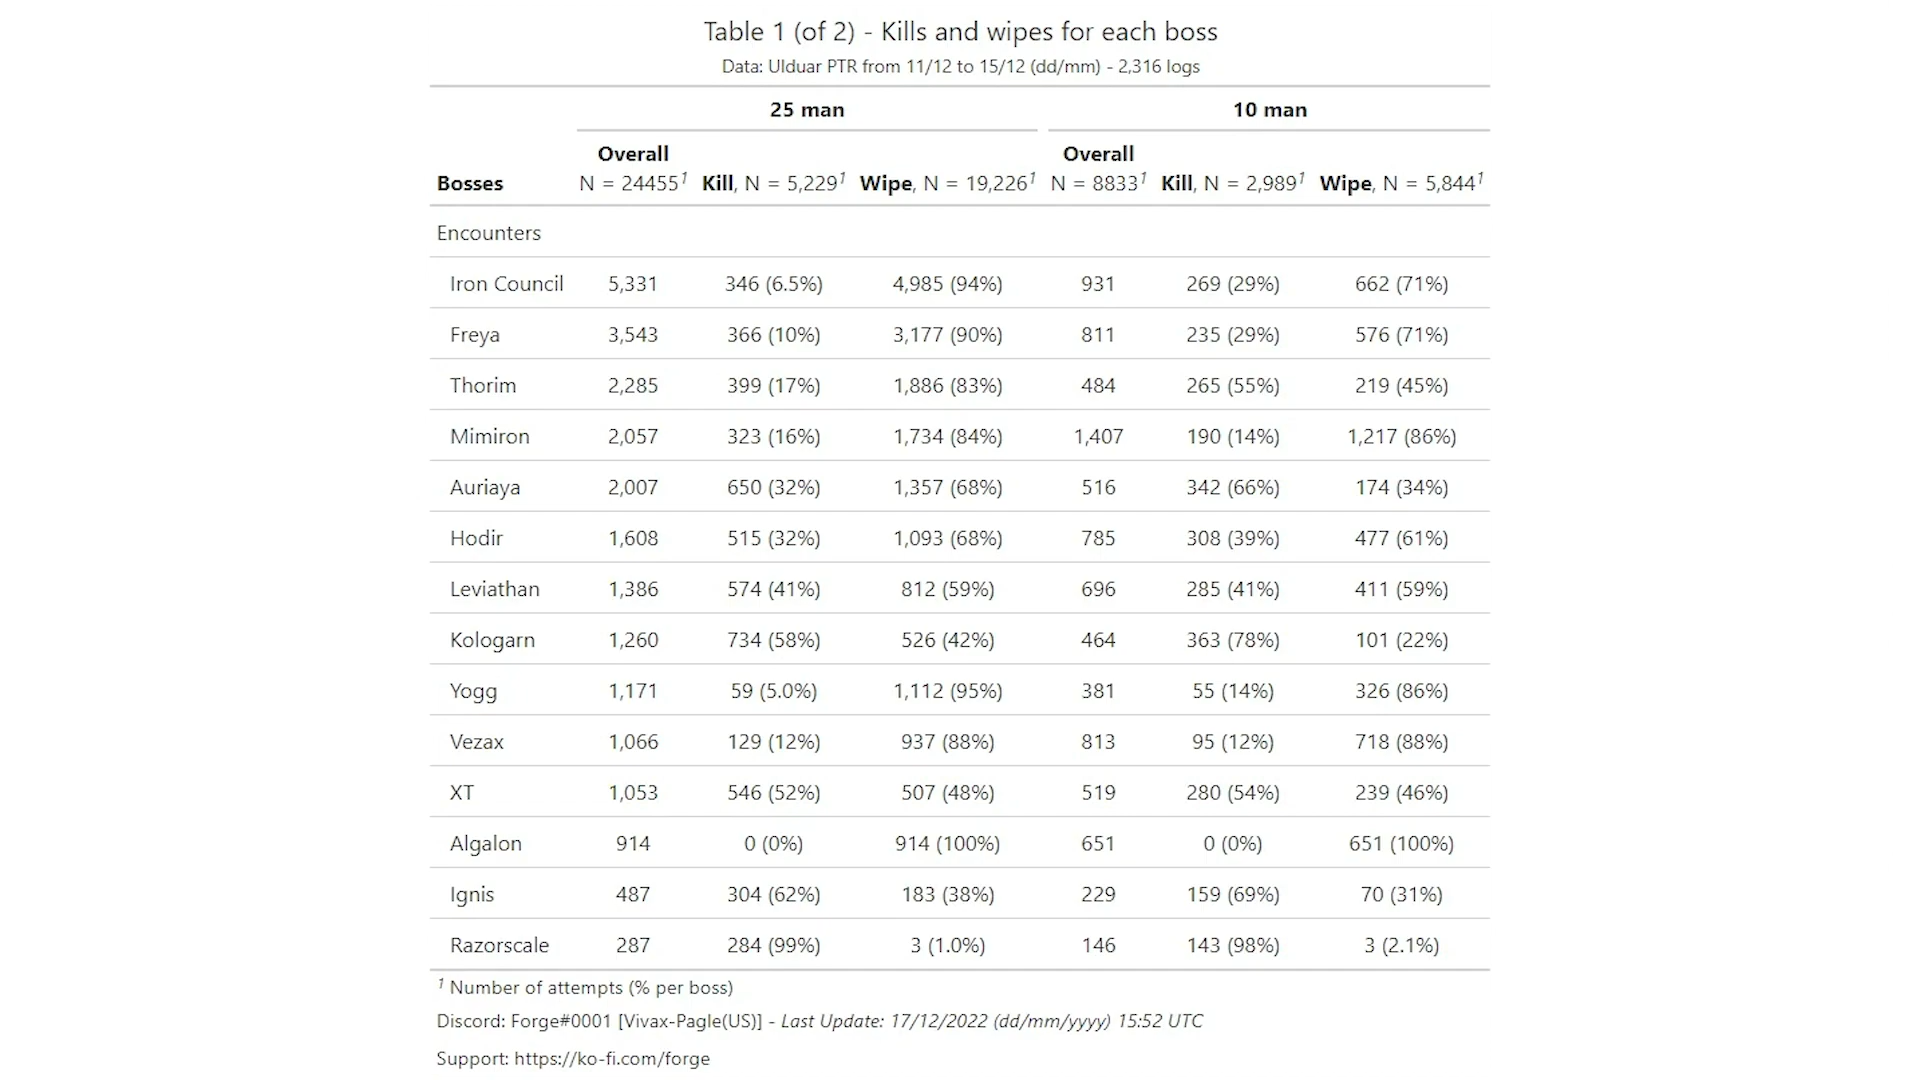 Table 1 (of 2) - Kills and wipes for each boss
Data: Ulduar PTR from 11/12 to 15/12 (dd/mm) - 2,316 logs
25 man 10 man
Overall Overall
Bosses N = 24455¹ Kill, N = 5,229¹ Wipe, N = 19,226¹ N = 8833¹ Kill, N = 2,989¹ Wipe, N = 5,844¹
Encounters
Iron Council 5,331 346 (6.5%) 4,985 (94%) 931 269 (29%) 662 (71%)
Freya 3,543 366 (10%) 3,177 (90%) 811 235 (29%) 576 (71%)
Thorim 2,285 399 (17%) 1,886 (83%) 484 265 (55%) 219 (45%)
Mimiron 2,057 323 (16%) 1,734 (84%) 1,407 190 (14%) 1,217 (86%)
Auriaya 2,007 650 (32%) 1,357 (68%) 516 342 (66%) 174 (34%)
Hodir 1,608 515 (32%) 1,093 (68%) 785 308 (39%) 477 (61%)
Leviathan 1,386 574 (41%) 812 (59%) 696 285 (41%) 411 (59%)
Kologarn 1,260 734 (58%) 526 (42%) 464 363 (78%) 101 (22%)
Yogg 1,171 59 (5.0%) 1,112 (95%) 381 55 (14%) 326 (86%)
Vezax 1,066 129 (12%) 937 (88%) 813 95 (12%) 718 (88%)
XT 1,053 546 (52%) 507 (48%) 519 280 (54%) 239 (46%)
Algalon 914 0 (0%) 914 (100%) 651 0 (0%) 651 (100%)
Ignis 487 304 (62%) 183 (38%) 229 159 (69%) 70 (31%)
Razorscale 287 284 (99%) 3 (1.0%) 146 143 (98%) 3 (2.1%)
¹ Number of attempts (% per boss)
Discord: Forge#0001 [Vivax-Pagle(US)] - Last Update: 17/12/2022 (dd/mm/yyyy) 15:52 UTC
Support: https://ko-fi.com/forge